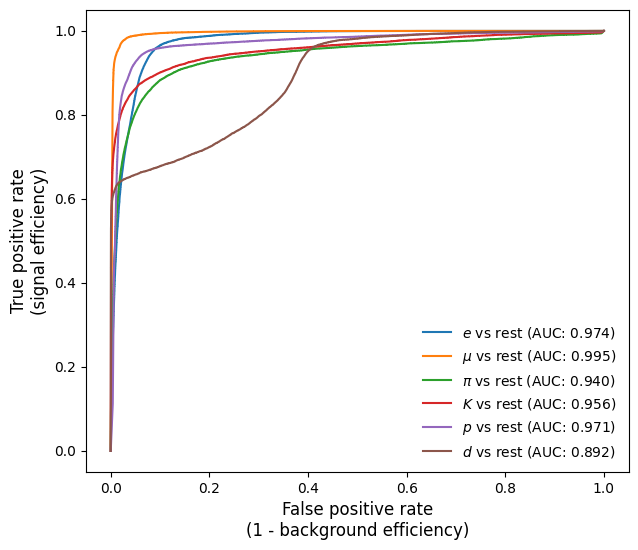 1.0
0.8
0.6
0.4
0.2
0.0
True positive rate
(signal efficiency)
e vs rest (AUC: 0.974)
μ vs rest (AUC: 0.995)
π vs rest (AUC: 0.940)
K vs rest (AUC: 0.956)
p vs rest (AUC: 0.971)
d vs rest (AUC: 0.892)
0.0 0.2 0.4 0.6 0.8 1.0
False positive rate
(1 - background efficiency)